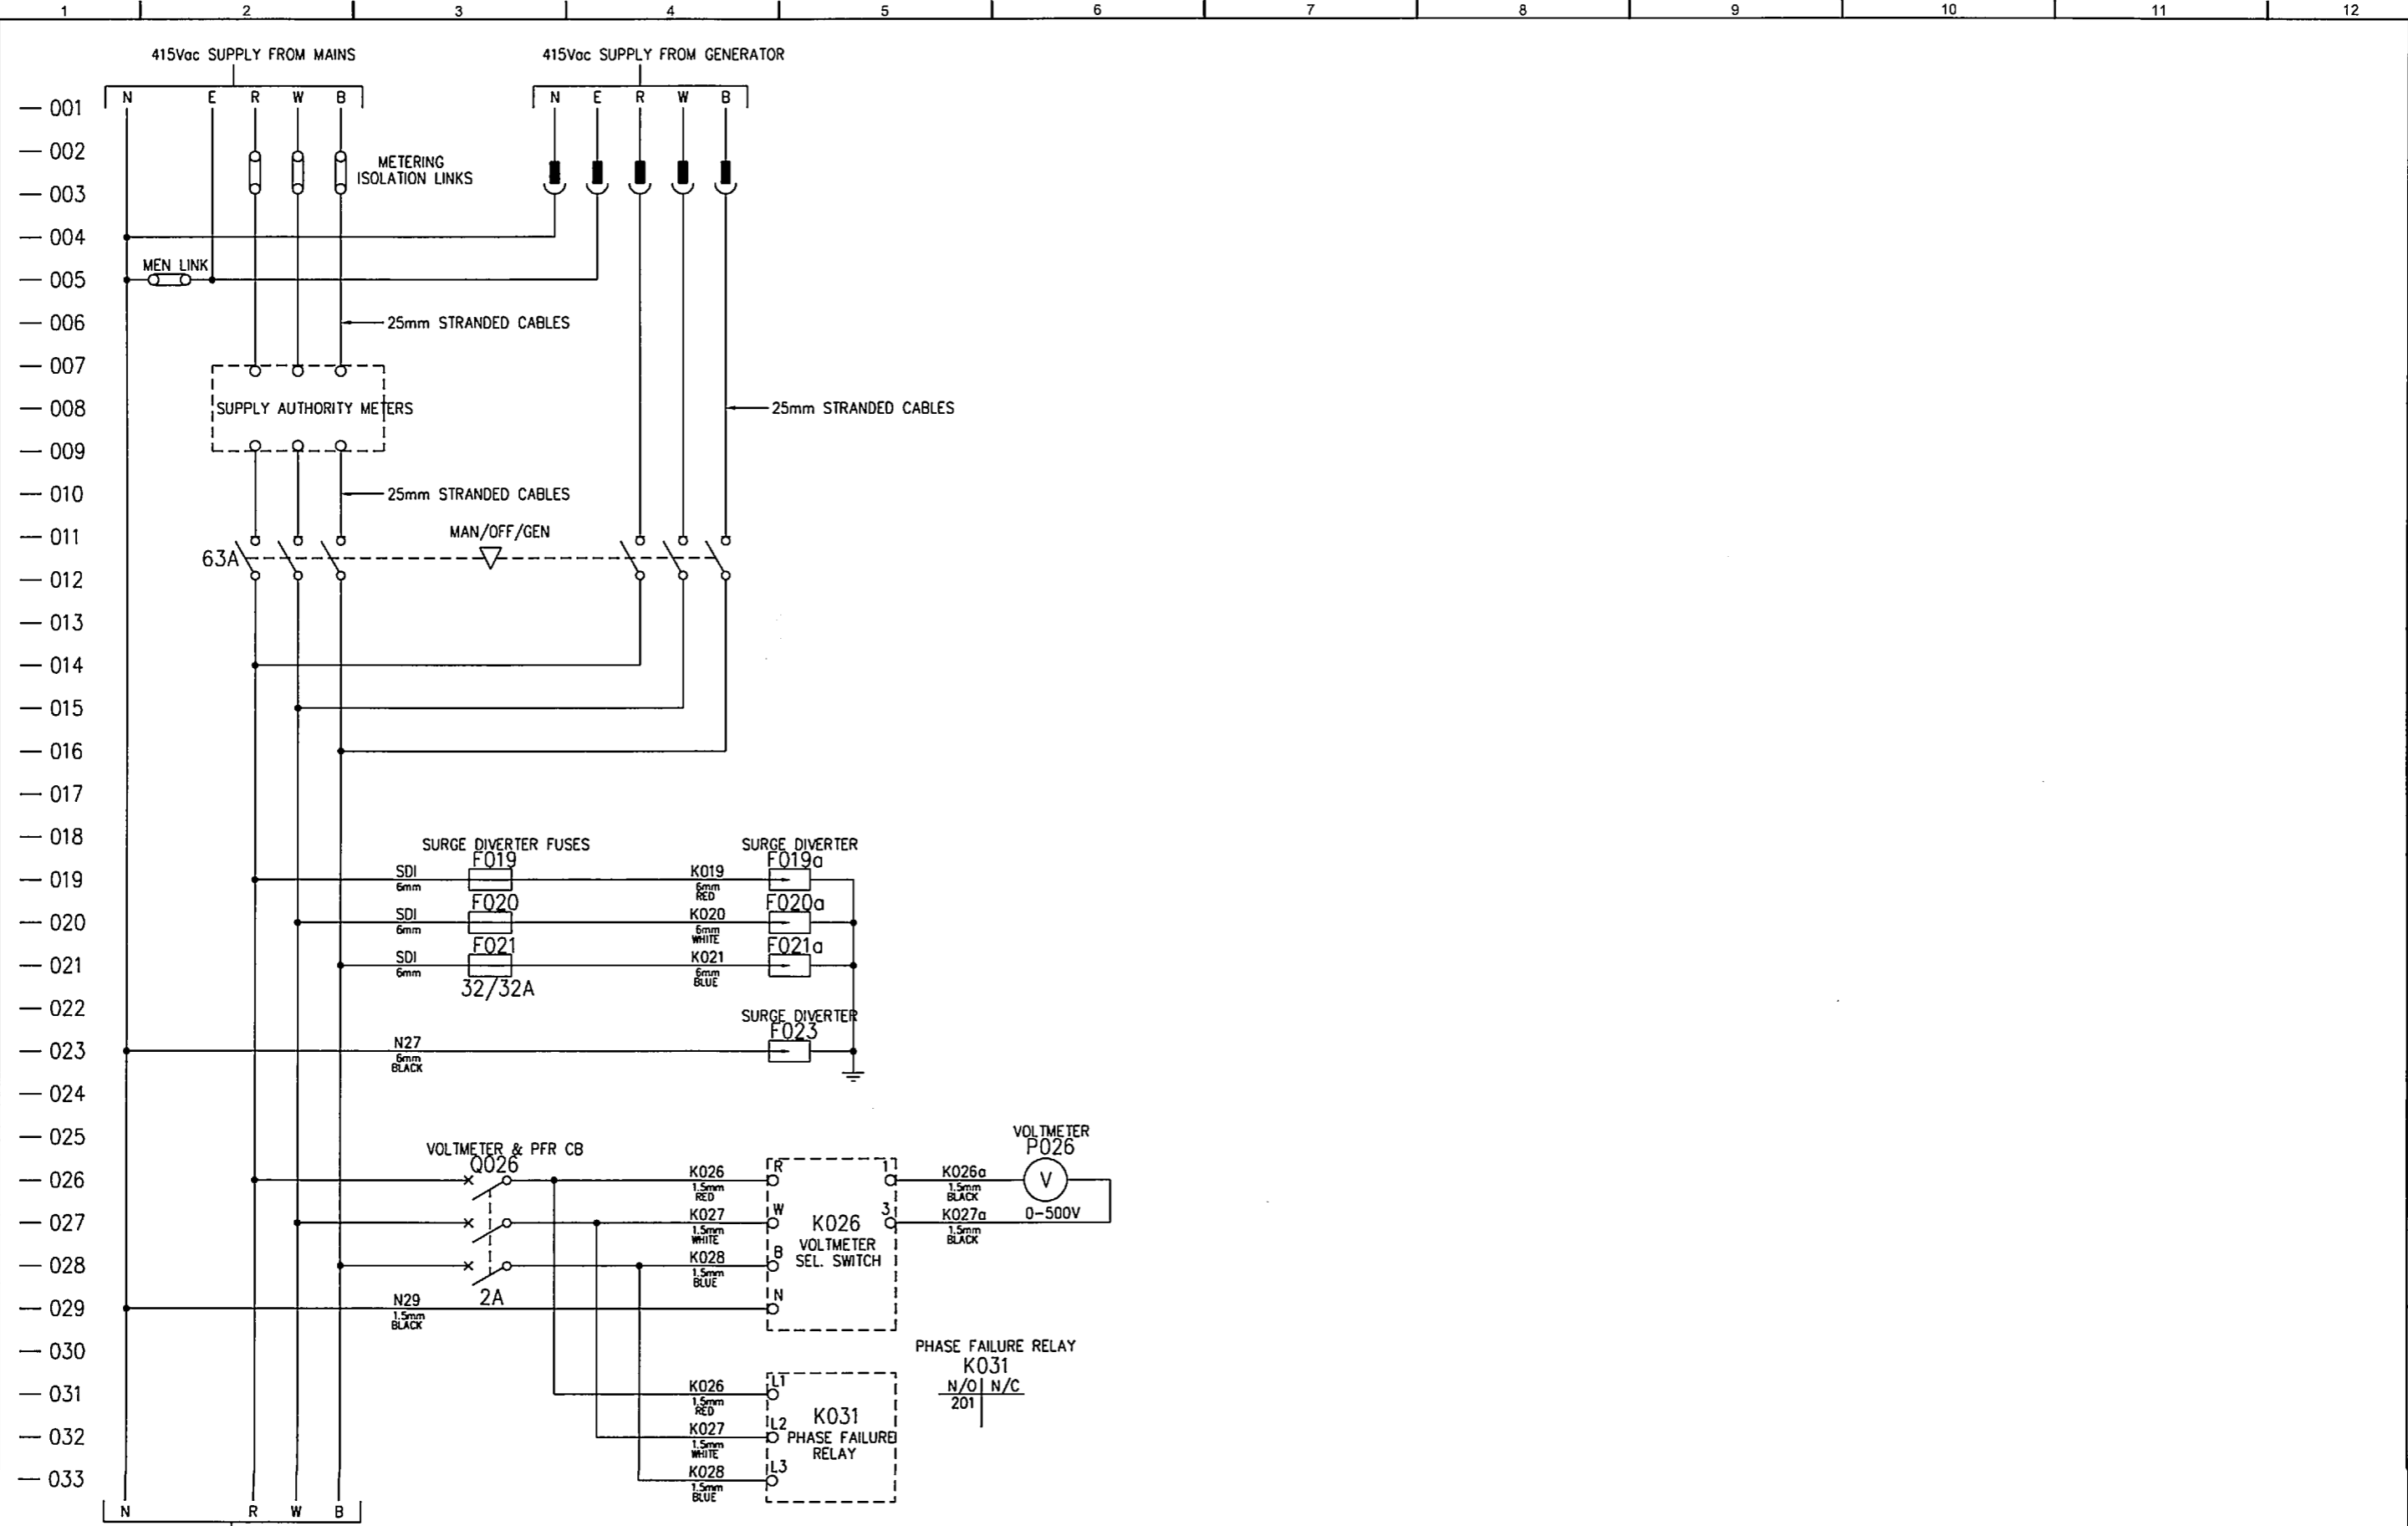 1 2 3 4 5 6 7 8 9 10 11 12
415Vac SUPPLY FROM MAINS 415Vac SUPPLY FROM GENERATOR
001 N E R W B N E R W B
002
METERING
ISOLATION LINKS
003
004
MEN LINK
005
006 25mm STRANDED CABLES
007
008 SUPPLY AUTHORITY METERS 25mm STRANDED CABLES
009
010 25mm STRANDED CABLES
011 MAN/OFF/GEN
63A
012
013
014
015
016
017
018
SURGE DIVERTER FUSES SURGE DIVERTER
F019 F019a
019 SDI K019
6mm 6mm
RED
F020 F020a
020 SDI K020
6mm 6mm
WHITE
F021 F021a
021 SDI K021
6mm 6mm
BLUE
32/32A
022
SURGE DIVERTER
F023
023 N27
6mm
BLACK
024
025
VOLTMETER
P026
VOLTMETER & PFR CB
Q026
026 K026 R 1 K026a V
1.5mm 1.5mm
RED BLACK
027 K027 W K026 3 K027a 0-500V
1.5mm 1.5mm
WHITE BLACK
VOLTMETER
SEL. SWITCH
028 K028 B
1.5mm
BLUE
2A
029 N29 N
1.5mm
BLACK
030
PHASE FAILURE RELAY
K031
N/O N/C
201
031 K026 L1
1.5mm
RED
K031
032 K027 L2 PHASE FAILURE
RELAY
1.5mm
WHITE
033 K028 L3
1.5mm
BLUE
N R W B